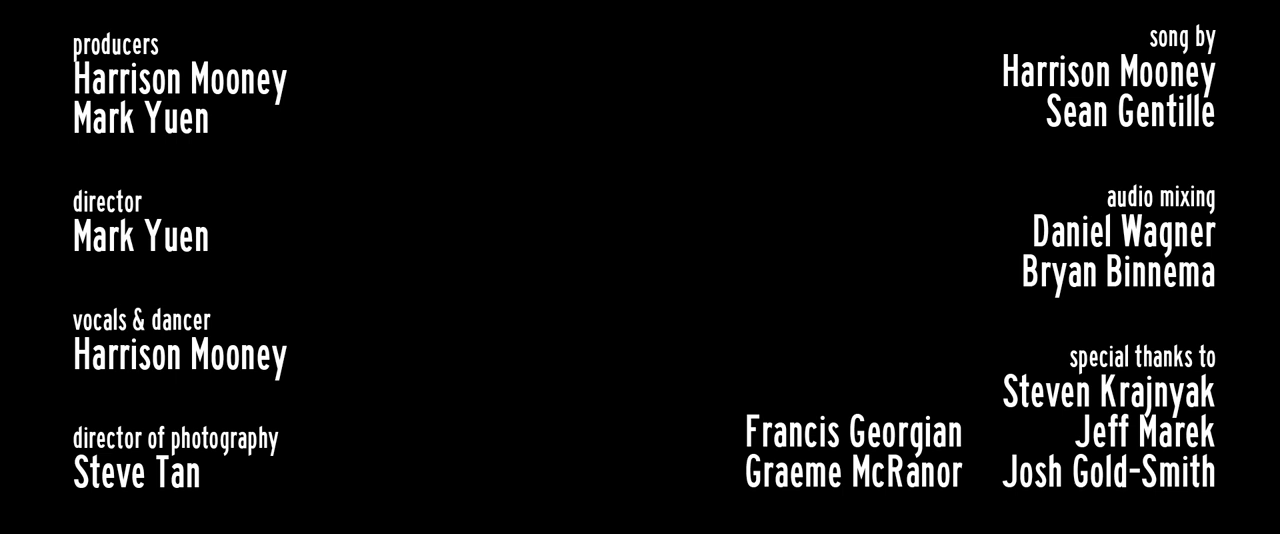 producers
Harrison Mooney
Mark Yuen
director
Mark Yuen
vocals & dancer
Harrison Mooney
director of photography
Steve Tan
song by
Harrison Mooney
Sean Gentille
audio mixing
Daniel Wagner
Bryan Binnema
special thanks to
Steven Krajnyak
Francis Georgian Jeff Marek
Graeme McRanor Josh Gold-Smith